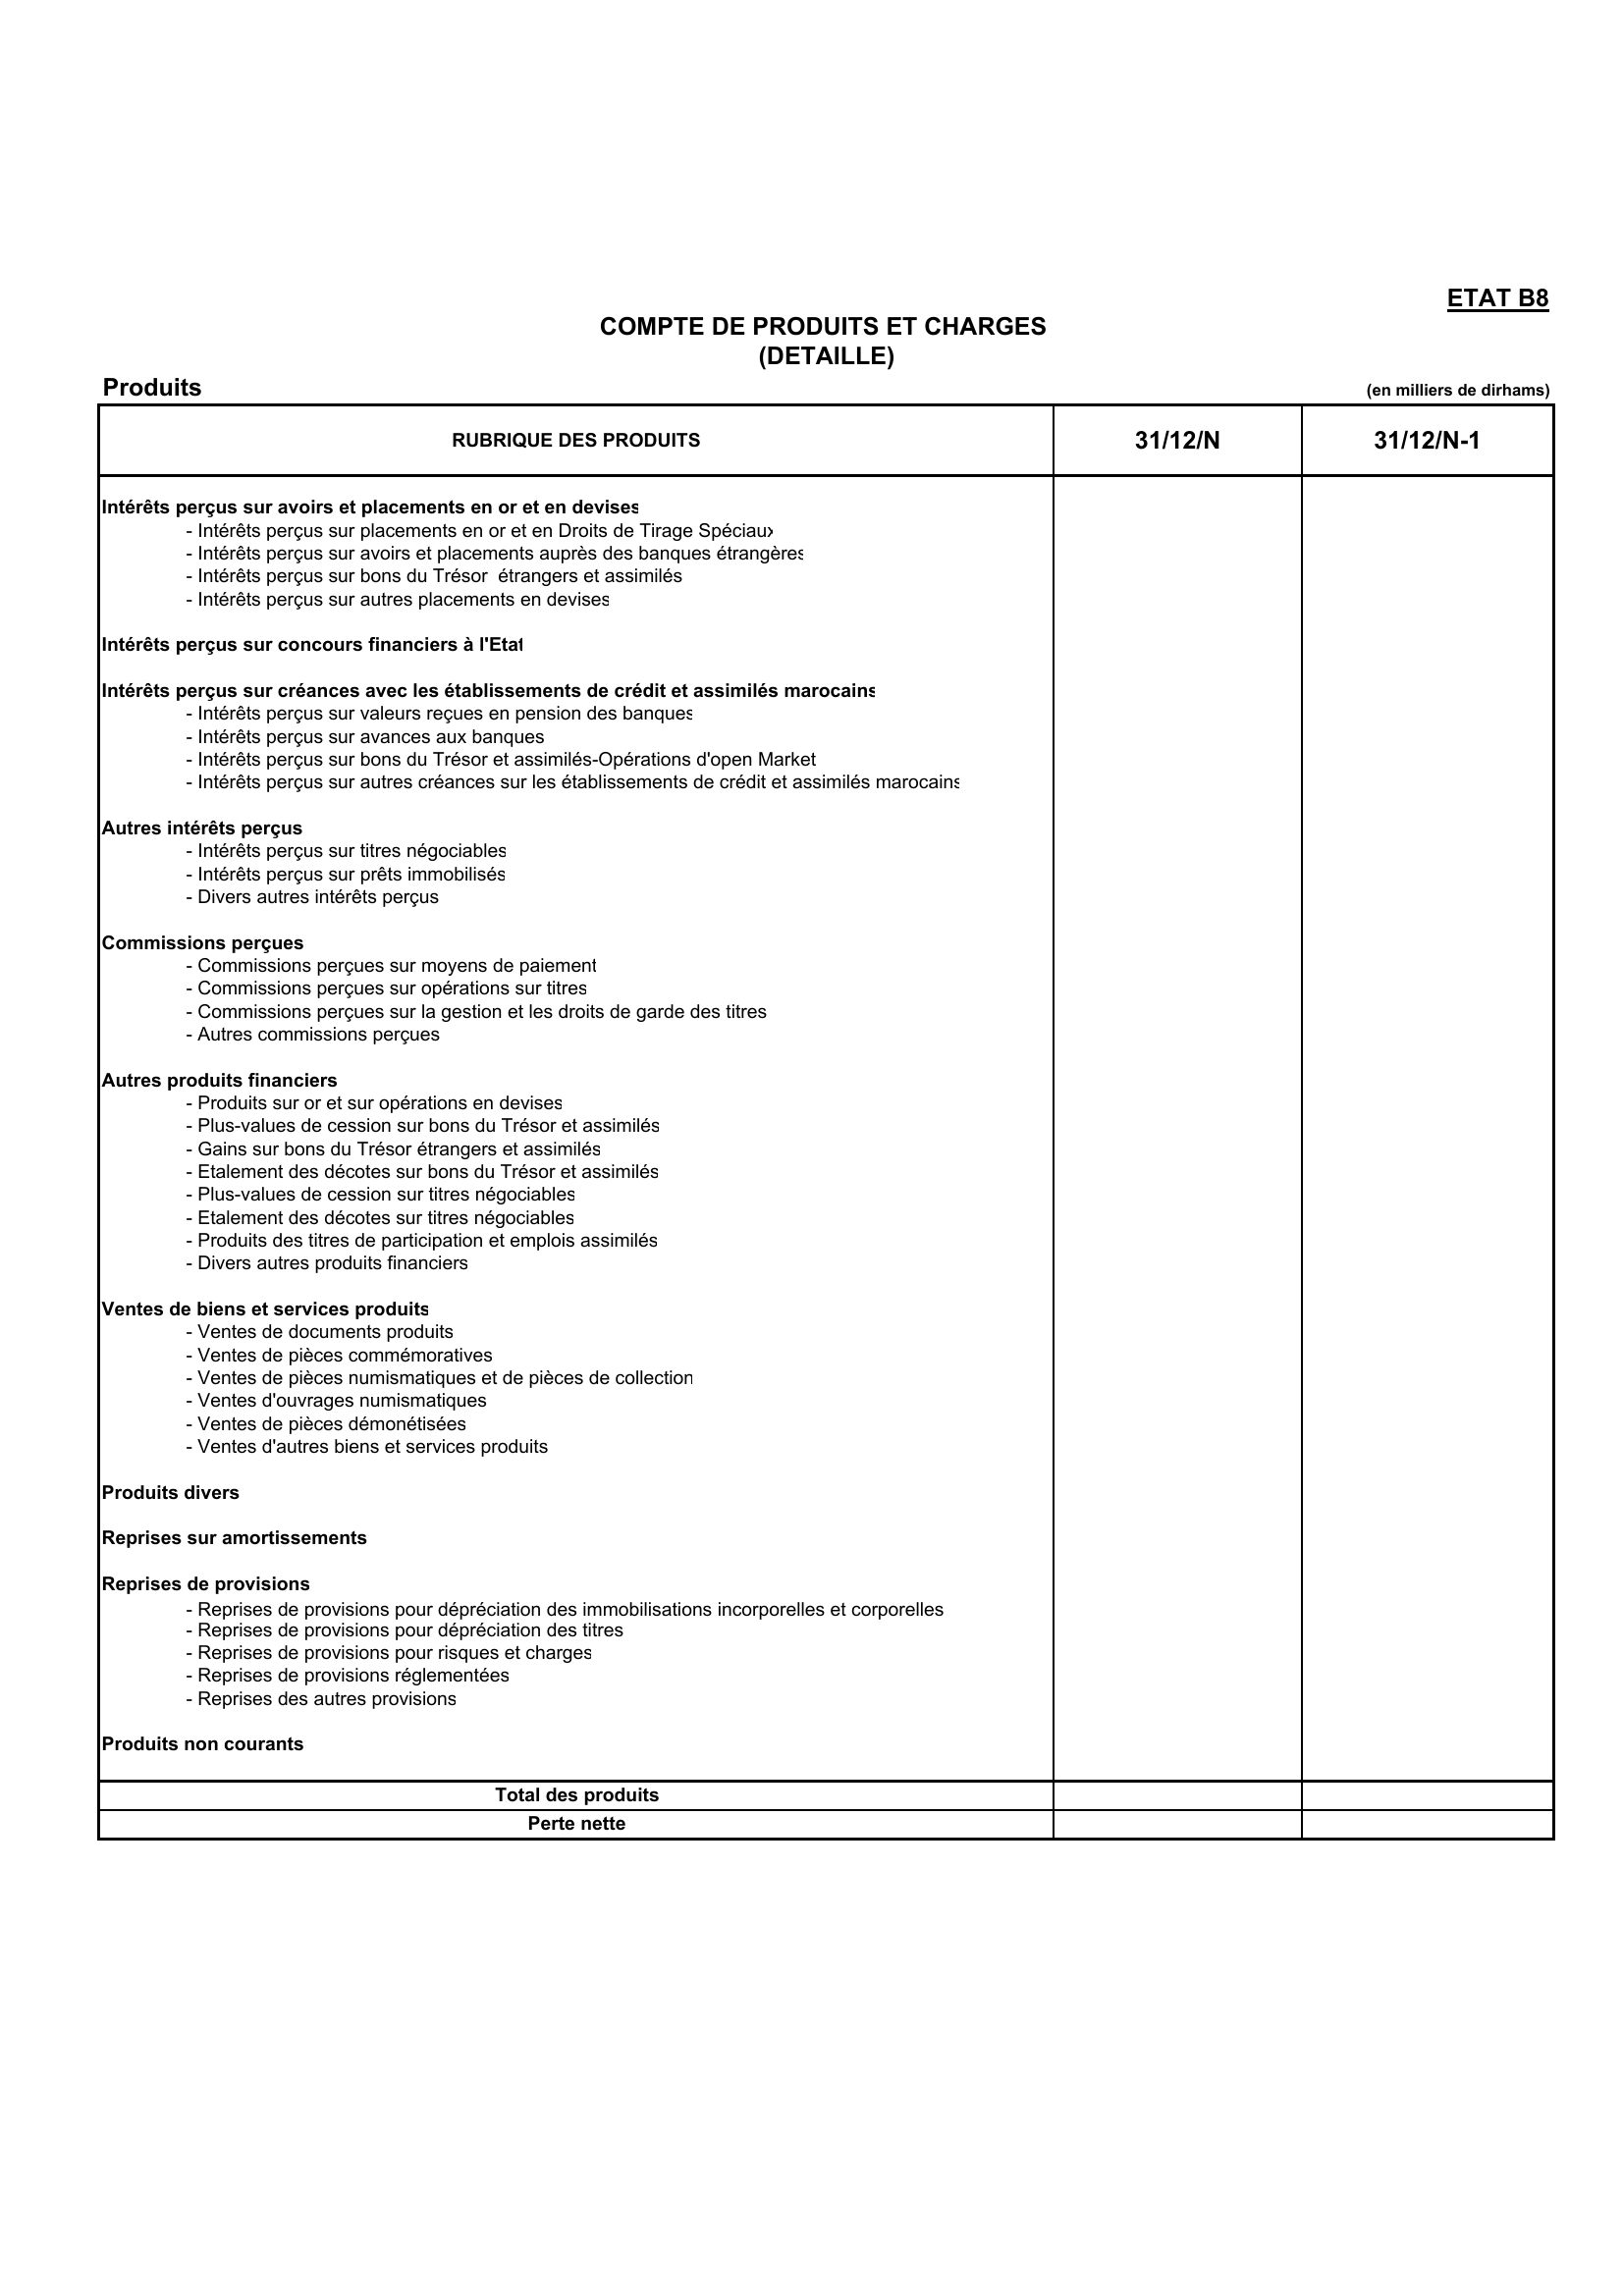 ETAT B8
COMPTE DE PRODUITS ET CHARGES
(DETAILLE)
Produits (en milliers de dirhams)
RUBRIQUE DES PRODUITS 31/12/N 31/12/N-1
Intérêts perçus sur avoirs et placements en or et en devises
- Intérêts perçus sur placements en or et en Droits de Tirage Spéciaux
- Intérêts perçus sur avoirs et placements auprès des banques étrangères
- Intérêts perçus sur bons du Trésor étrangers et assimilés
- Intérêts perçus sur autres placements en devises
Intérêts perçus sur concours financiers à l'Etat
Intérêts perçus sur créances avec les établissements de crédit et assimilés marocains
- Intérêts perçus sur valeurs reçues en pension des banques
- Intérêts perçus sur avances aux banques
- Intérêts perçus sur bons du Trésor et assimilés-Opérations d'open Market
- Intérêts perçus sur autres créances sur les établissements de crédit et assimilés marocains
Autres intérêts perçus
- Intérêts perçus sur titres négociables
- Intérêts perçus sur prêts immobilisés
- Divers autres intérêts perçus
Commissions perçues
- Commissions perçues sur moyens de paiement
- Commissions perçues sur opérations sur titres
- Commissions perçues sur la gestion et les droits de garde des titres
- Autres commissions perçues
Autres produits financiers
- Produits sur or et sur opérations en devises
- Plus-values de cession sur bons du Trésor et assimilés
- Gains sur bons du Trésor étrangers et assimilés
- Etalement des décotes sur bons du Trésor et assimilés
- Plus-values de cession sur titres négociables
- Etalement des décotes sur titres négociables
- Produits des titres de participation et emplois assimilés
- Divers autres produits financiers
Ventes de biens et services produits
- Ventes de documents produits
- Ventes de pièces commémoratives
- Ventes de pièces numismatiques et de pièces de collection
- Ventes d'ouvrages numismatiques
- Ventes de pièces démonétisées
- Ventes d'autres biens et services produits
Produits divers
Reprises sur amortissements
Reprises de provisions
- Reprises de provisions pour dépréciation des immobilisations incorporelles et corporelles
- Reprises de provisions pour dépréciation des titres
- Reprises de provisions pour risques et charges
- Reprises de provisions réglementées
- Reprises des autres provisions
Produits non courants
Total des produits
Perte nette